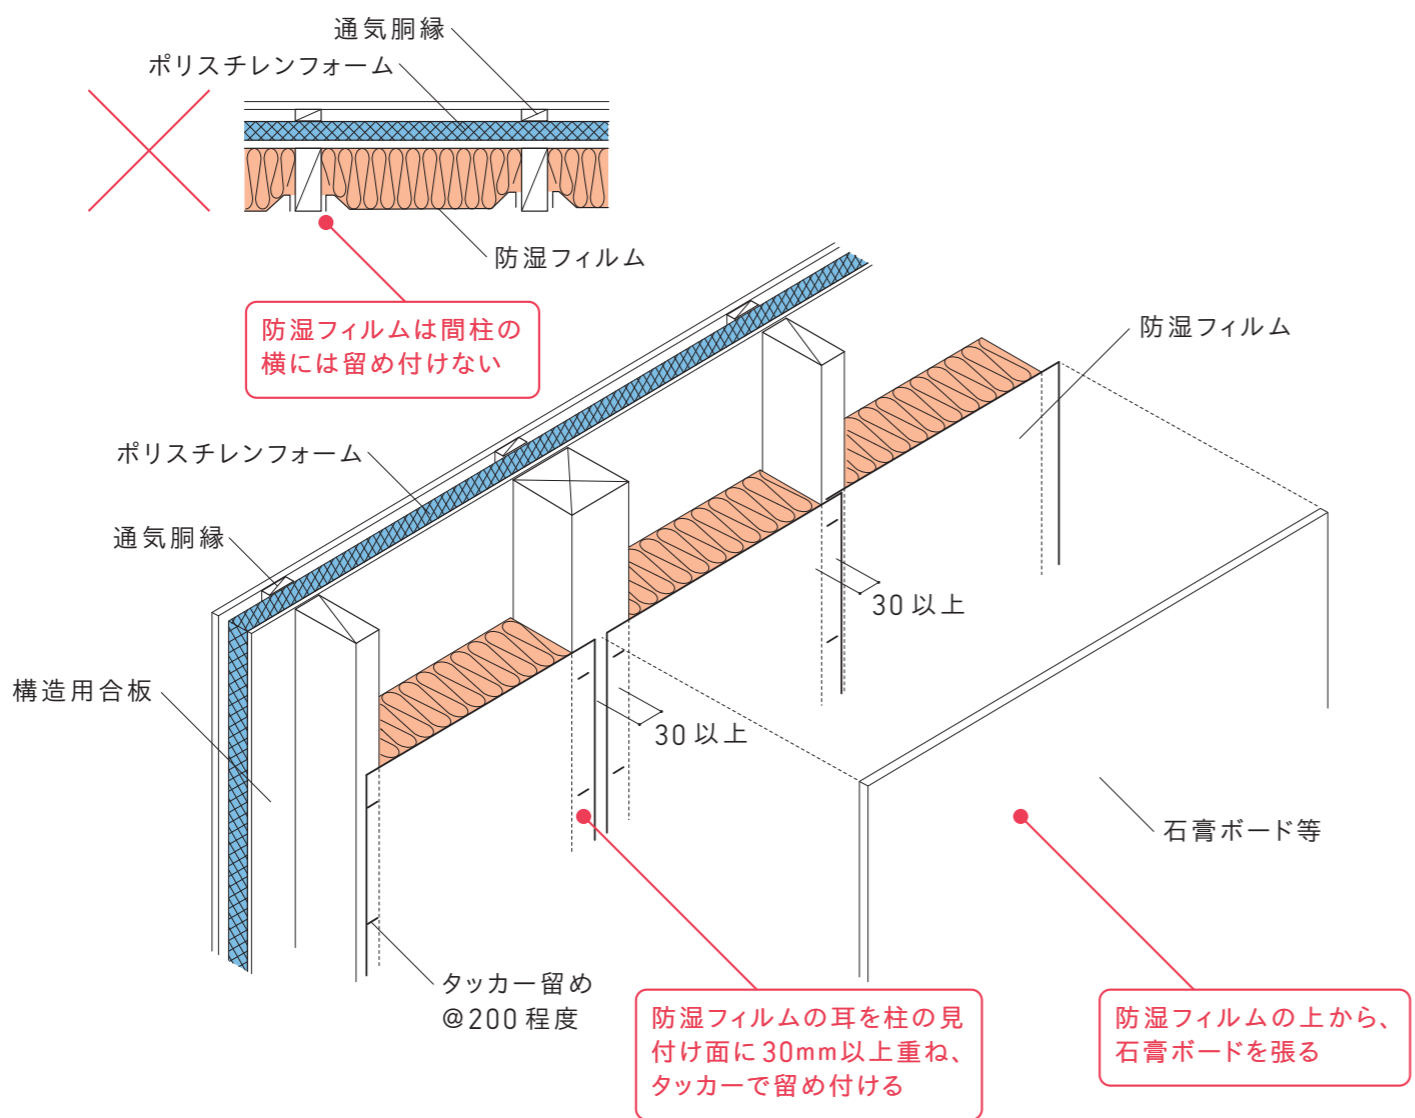 通気胴縁
ポリスチレンフォーム
防湿フィルム
防湿フィルムは間柱の
横には留め付けない
防湿フィルム
ポリスチレンフォーム
通気胴縁
30以上
構造用合板
30以上
石膏ボード等
タッカー留め
@200程度
防湿フィルムの耳を柱の見
付け面に30mm以上重ね、
タッカーで留め付ける
防湿フィルムの上から、
石膏ボードを張る